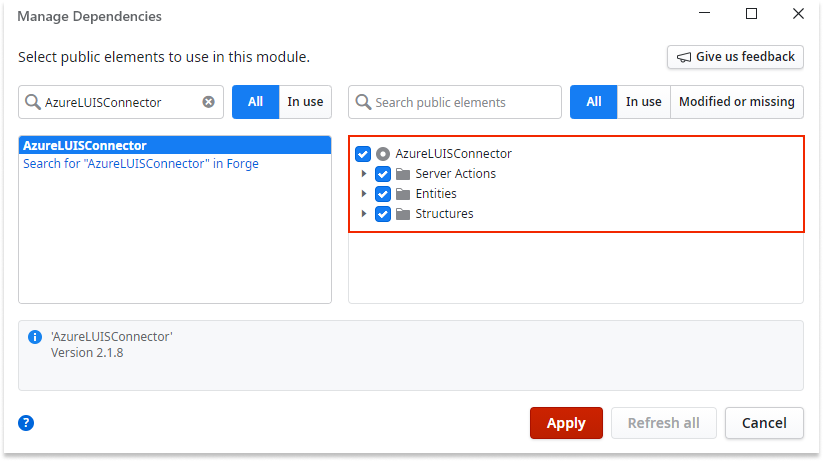 Manage Dependencies
Select public elements to use in this module.
Give us feedback
AzureLUISConnector
All
In use
Search public elements
All
In use
Modified or missing
AzureLUISConnector
Search for "AzureLUISConnector" in Forge
AzureLUISConnector
Server Actions
Entities
Structures
'AzureLUISConnector'
Version 2.1.8
?
Apply
Refresh all
Cancel